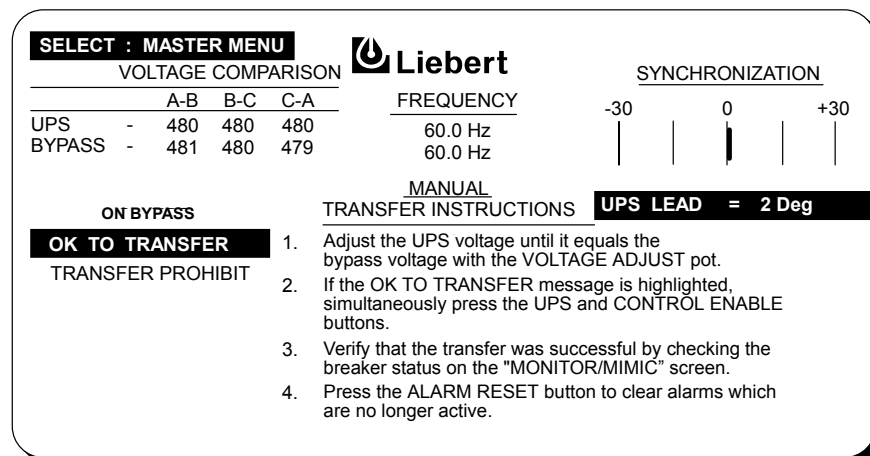 SELECT : MASTER MENU
Liebert
VOLTAGE COMPARISON
A-B B-C C-A
UPS - 480 480 480
BYPASS - 481 480 479
FREQUENCY
60.0 Hz
60.0 Hz
SYNCHRONIZATION
-30 0 +30
UPS LEAD = 2 Deg
ON BYPASS
OK TO TRANSFER
TRANSFER PROHIBIT
MANUAL
TRANSFER INSTRUCTIONS
1. Adjust the UPS voltage until it equals the
bypass voltage with the VOLTAGE ADJUST pot.
2. If the OK TO TRANSFER message is highlighted,
simultaneously press the UPS and CONTROL ENABLE
buttons.
3. Verify that the transfer was successful by checking the
breaker status on the "MONITOR/MIMIC” screen.
4. Press the ALARM RESET button to clear alarms which
are no longer active.